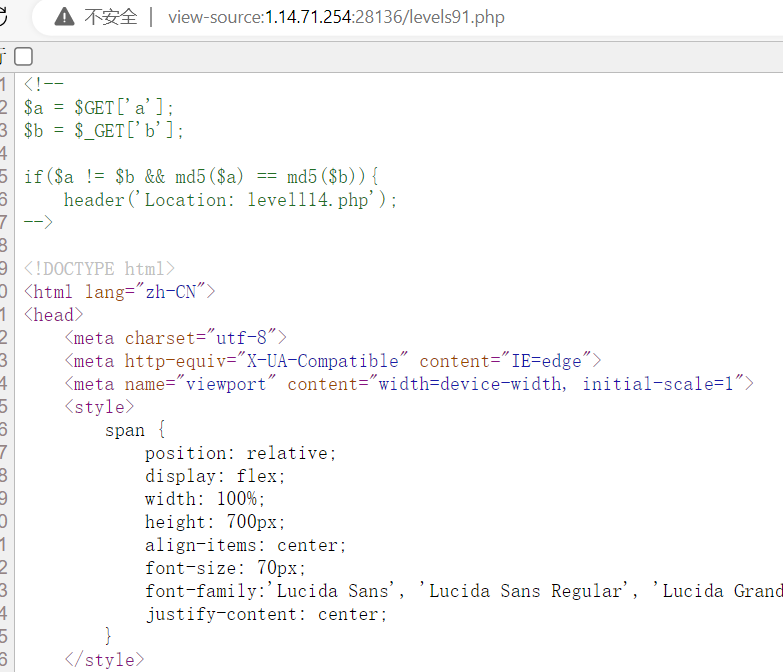 不安全 | view-source:1.14.71.254:28136/levels91.php
1 <!--
2 $a = $GET['a'];
3 $b = $_GET['b'];
4
5 if($a != $b && md5($a) == md5($b)){
6 header('Location: levell14.php');
7 -->
8
9 <!DOCTYPE html>
0 <html lang="zh-CN">
1 <head>
2 <meta charset="utf-8">
3 <meta http-equiv="X-UA-Compatible" content="IE=edge">
4 <meta name="viewport" content="width=device-width, initial-scale=1">
5 <style>
6 span {
7 position: relative;
8 display: flex;
9 width: 100%;
0 height: 700px;
1 align-items: center;
2 font-size: 70px;
3 font-family:'Lucida Sans', 'Lucida Sans Regular', 'Lucida Grand
4 justify-content: center;
5 }
6 </style>